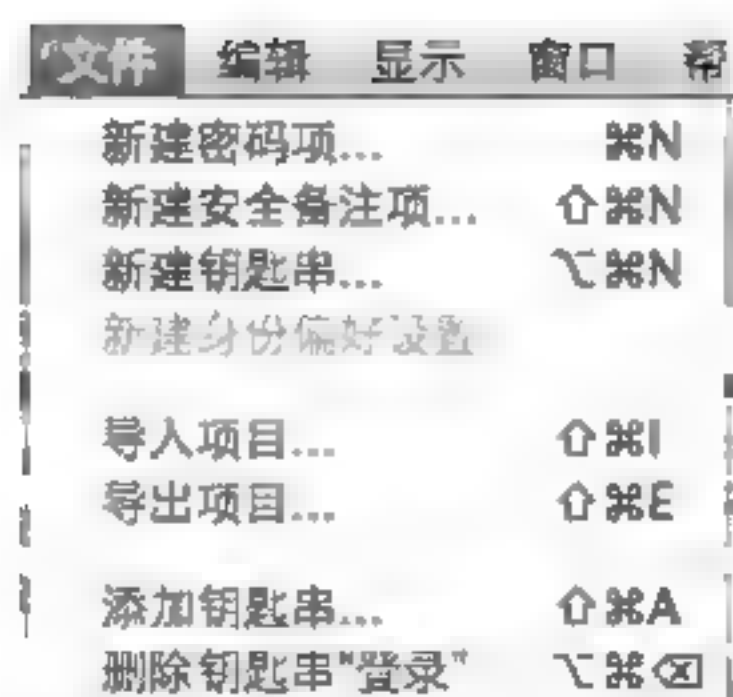 文件 编辑 显示 窗口 帮
新建密码项... ⌘N
新建安全备注项... ⇧⌘N
新建钥匙串... ⌥⌘N
新建身份偏好设置
导入项目... ⇧⌘I
导出项目... ⇧⌘E
添加钥匙串... ⇧⌘A
删除钥匙串“登录” ⌥⌘⌫